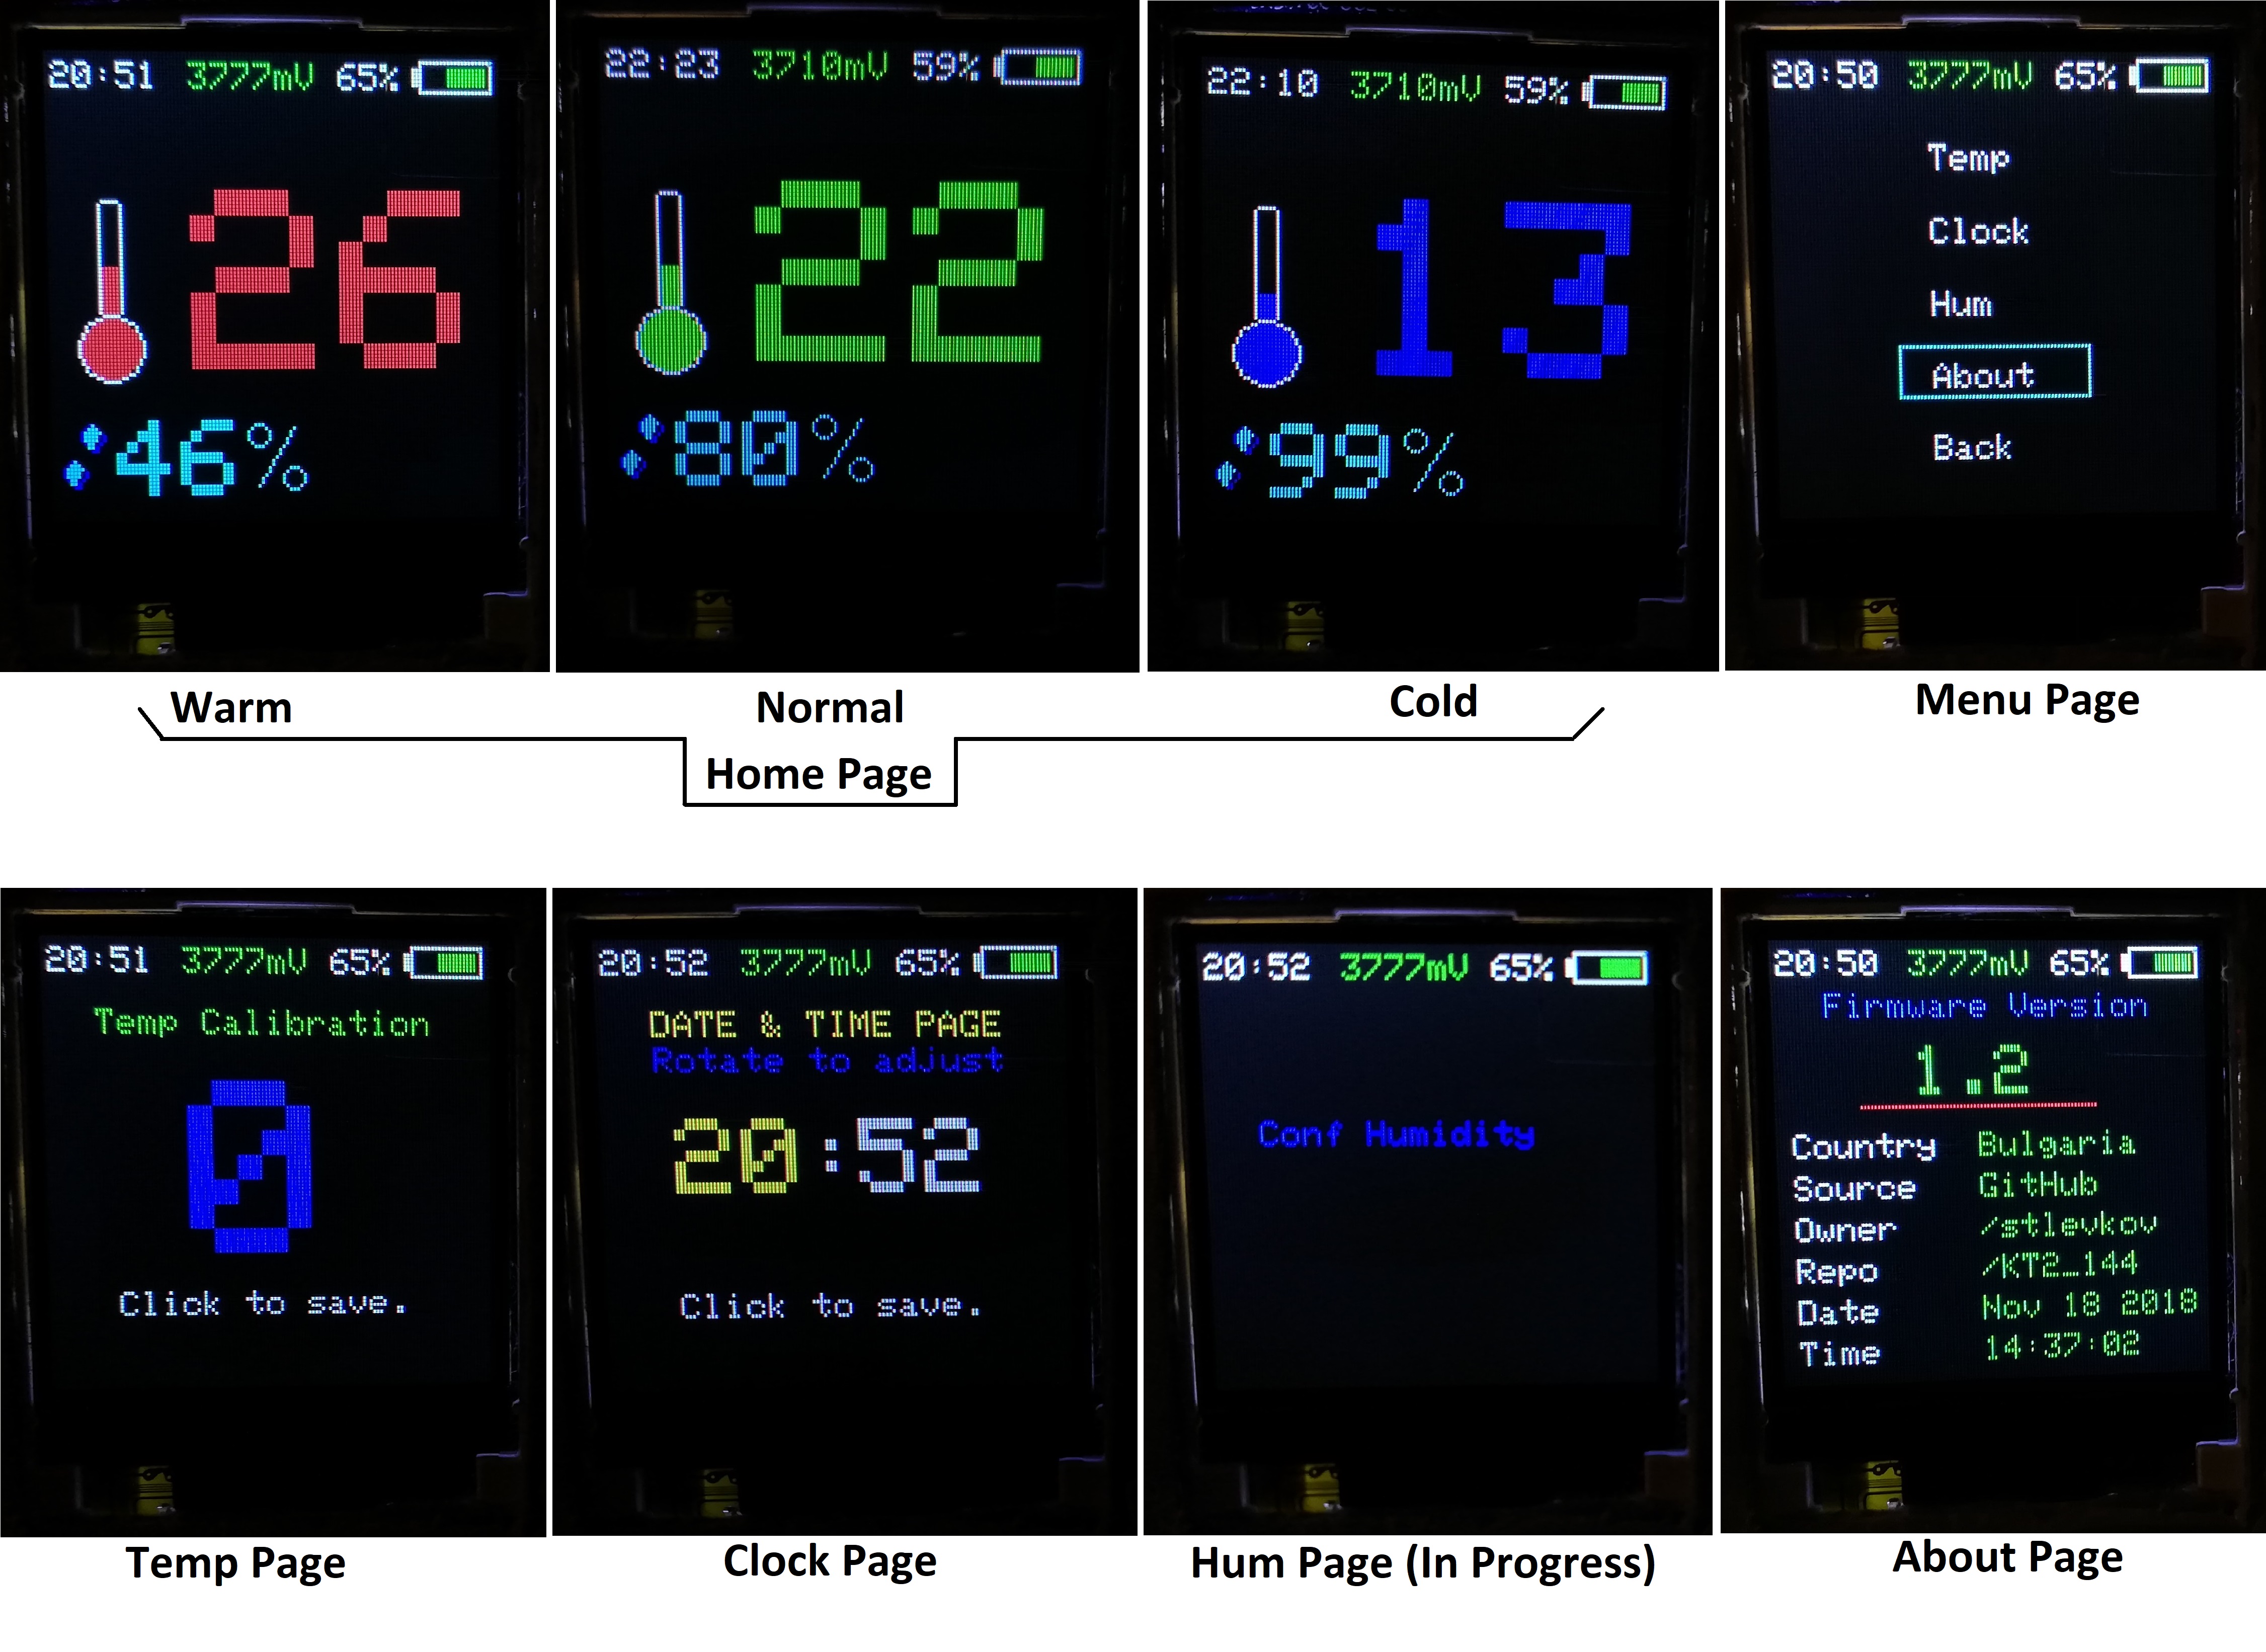 20:51 3777mV 65%
26
46%
22:23 3710mV 59%
22
80%
22:10 3710mV 59%
13
99%
20:50 3777mV 65%
Temp
Clock
Hum
About
Back
Warm
Normal
Cold
Menu Page
Home Page
20:51 3777mV 65%
Temp Calibration
0
Click to save.
20:52 3777mV 65%
DATE & TIME PAGE
Rotate to adjust
20:52
Click to save.
20:52 3777mV 65%
Conf Humidity
20:50 3777mV 65%
Firmware Version
1.2
Country Bulgaria
Source GitHub
Owner /stlevkov
Repo /KT2_144
Date Nov 18 2018
Time 14:37:02
Temp Page
Clock Page
Hum Page (In Progress)
About Page